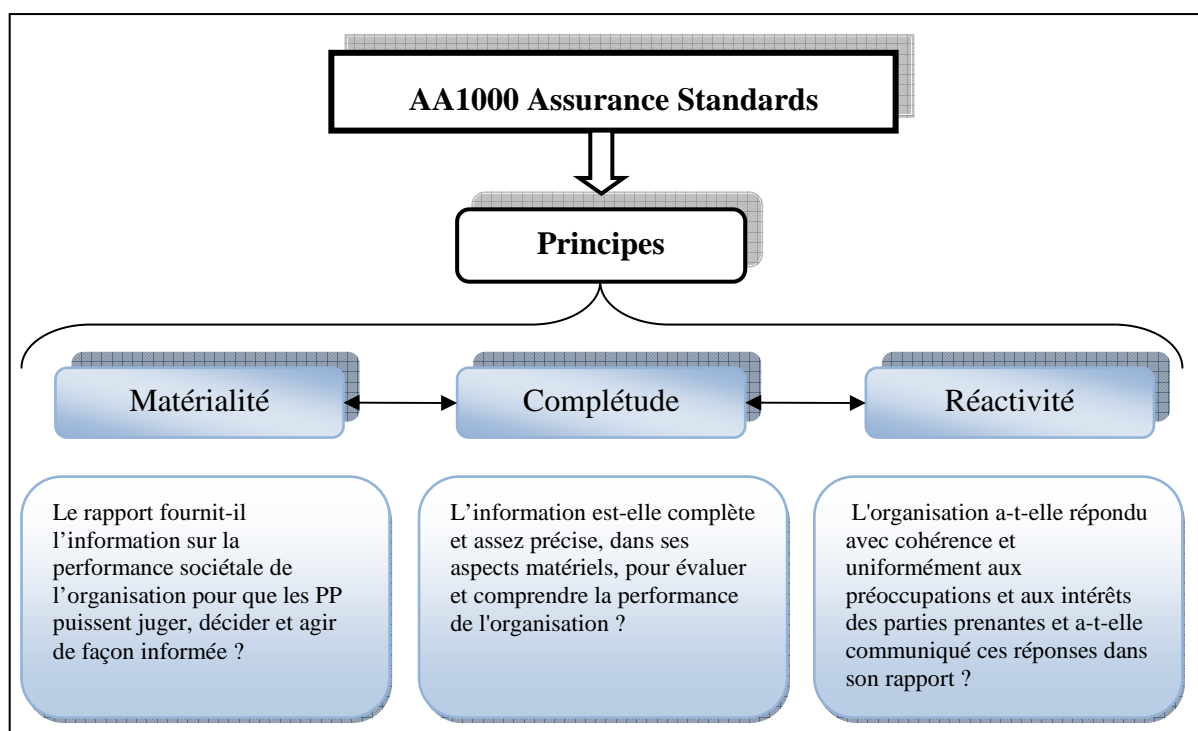 AA1000 Assurance Standards
Principes
Matérialité
Complétude
Réactivité
Le rapport fournit-il
l’information sur la
performance sociétale de
l’organisation pour que les PP
puissent juger, décider et agir
de façon informée ?
L’information est-elle complète
et assez précise, dans ses
aspects matériels, pour évaluer
et comprendre la performance
de l'organisation ?
L'organisation a-t-elle répondu
avec cohérence et
uniformément aux
préoccupations et aux intérêts
des parties prenantes et a-t-elle
communiqué ces réponses dans
son rapport ?